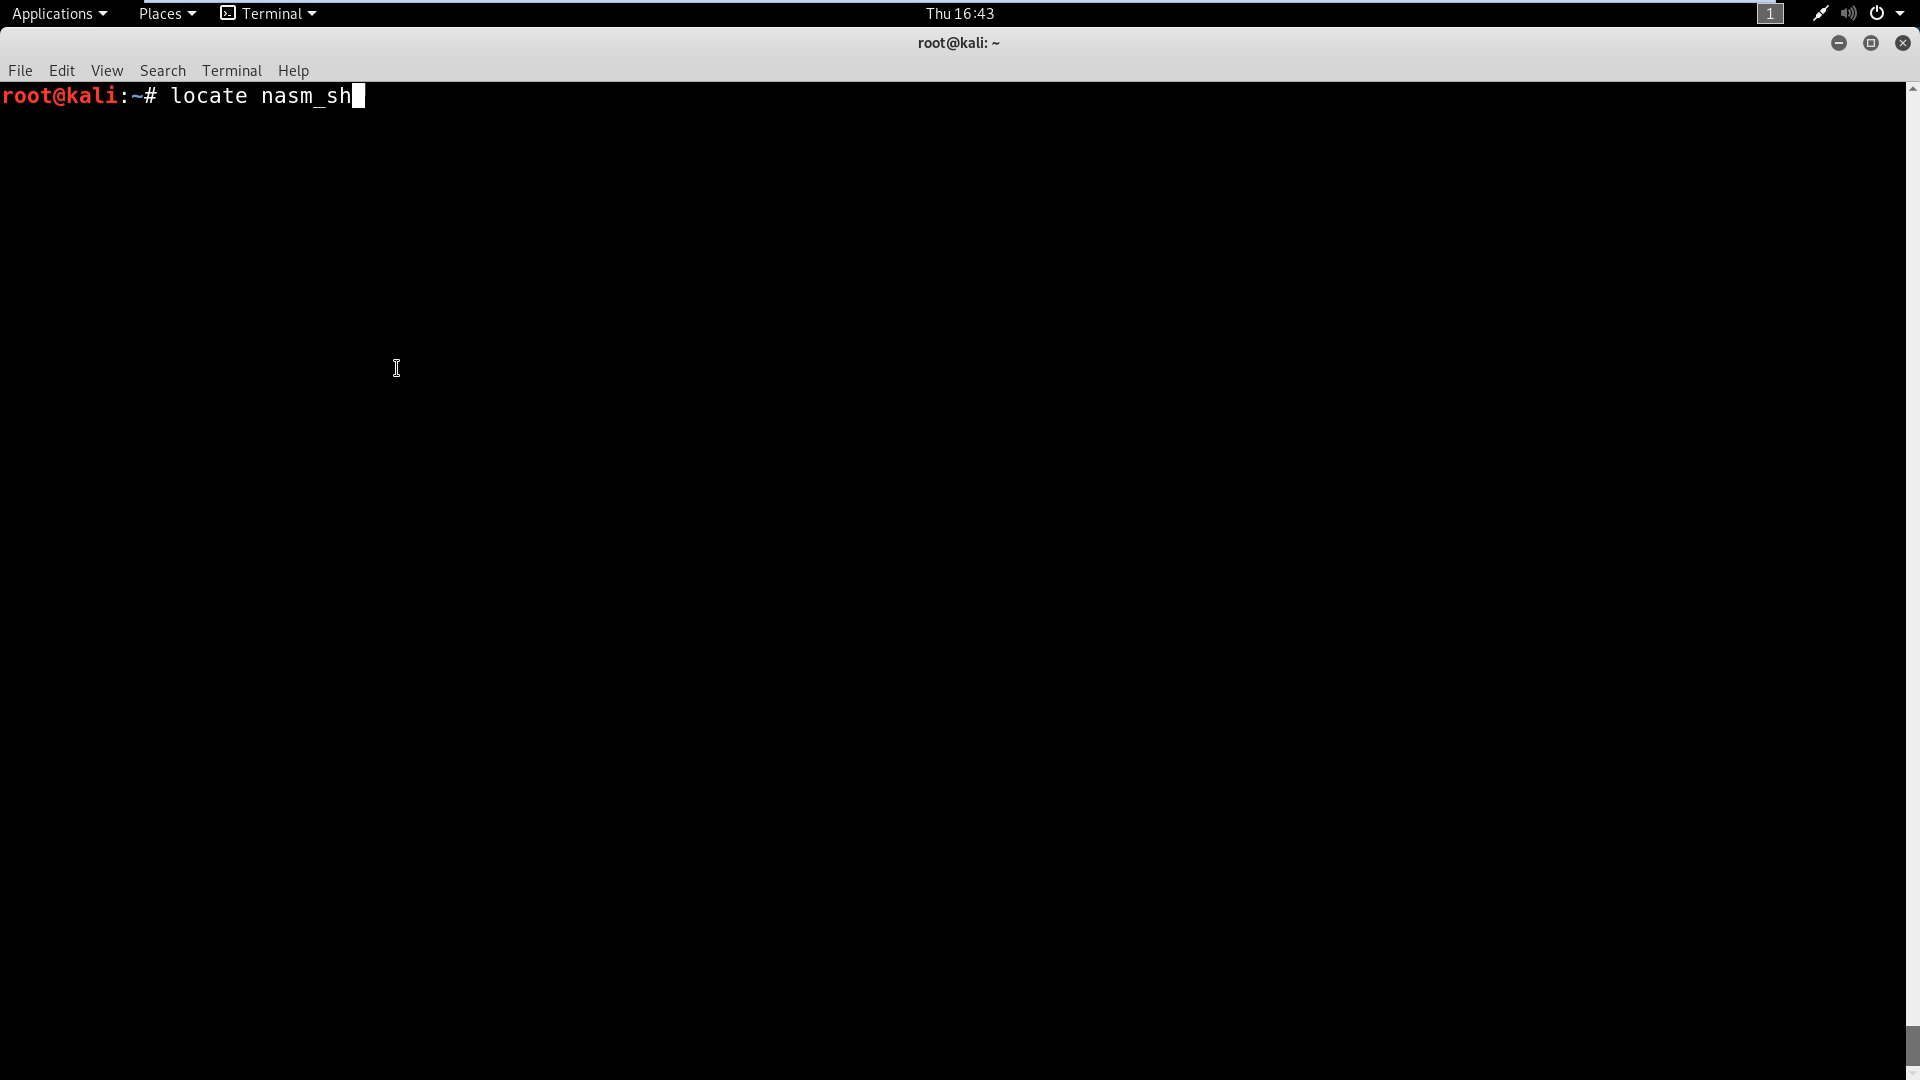 Applications Places Terminal Thu 16:43 1
root@kali: ~
File Edit View Search Terminal Help
root@kali:~# locate nasm_sh